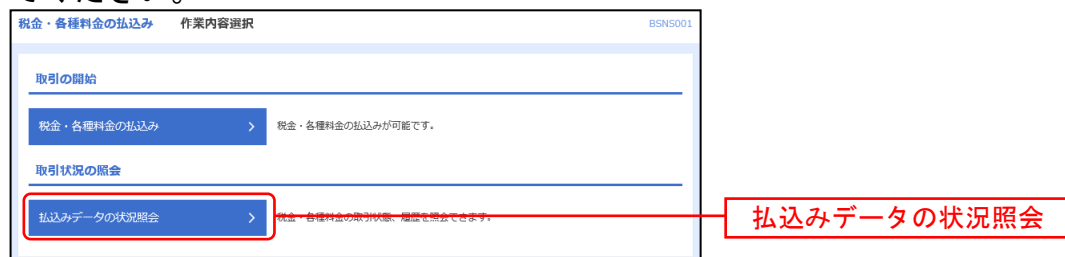 てください。
税金・各種料金の払込み 作業内容選択 BSNS001
取引の開始
税金・各種料金の払込み > 税金・各種料金の払込みが可能です。
取引状況の照会
払込みデータの状況照会 > 税金・各種料金の取引状態、履歴を照会できます。
払込みデータの状況照会